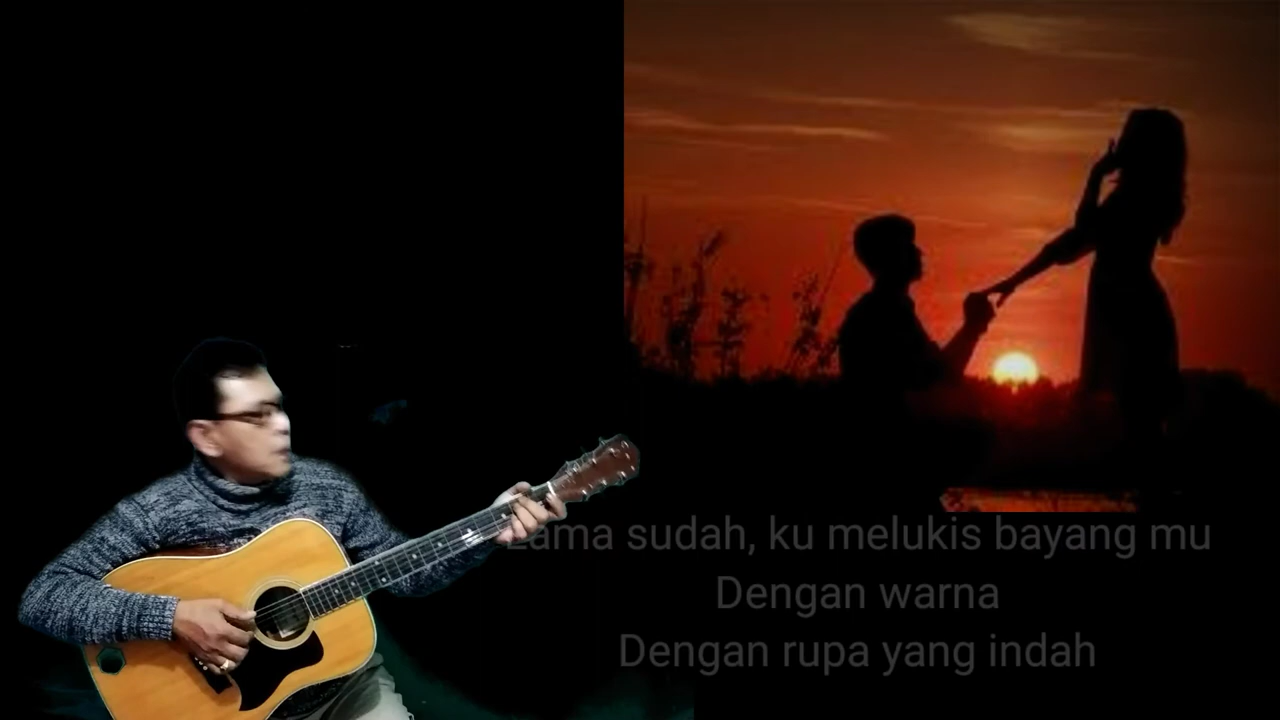 Lama sudah, ku melukis bayang mu
Dengan warna
Dengan rupa yang indah